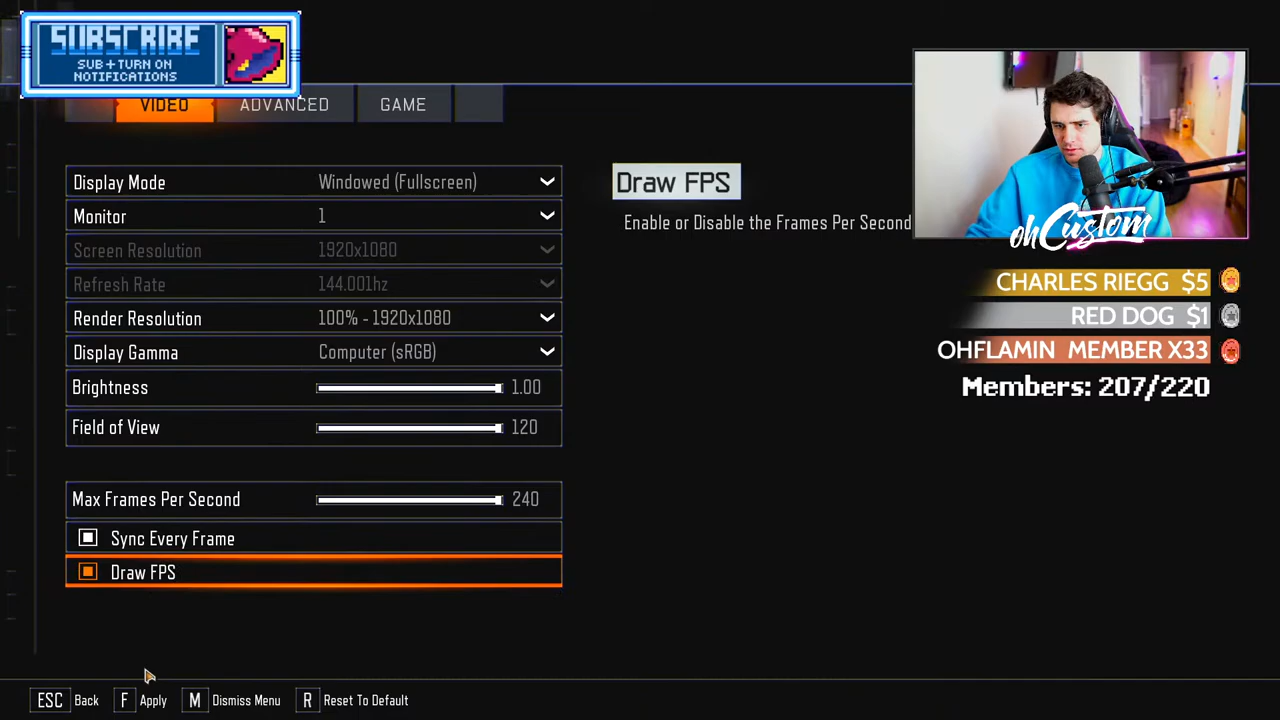 SUBSCRIBE
SUB + TURN ON
NOTIFICATIONS
VIDEO
ADVANCED
GAME
Display Mode Windowed (Fullscreen)
Monitor 1
Screen Resolution 1920x1080
Refresh Rate 144.001hz
Render Resolution 100% - 1920x1080
Display Gamma Computer (sRGB)
Brightness 1.00
Field of View 120
Max Frames Per Second 240
Sync Every Frame
Draw FPS
Draw FPS
Enable or Disable the Frames Per Second
ohCustom
CHARLES RIEGG $5
RED DOG $1
OHFLAMIN MEMBER X33
Members: 207/220
ESC Back F Apply M Dismiss Menu R Reset To Default